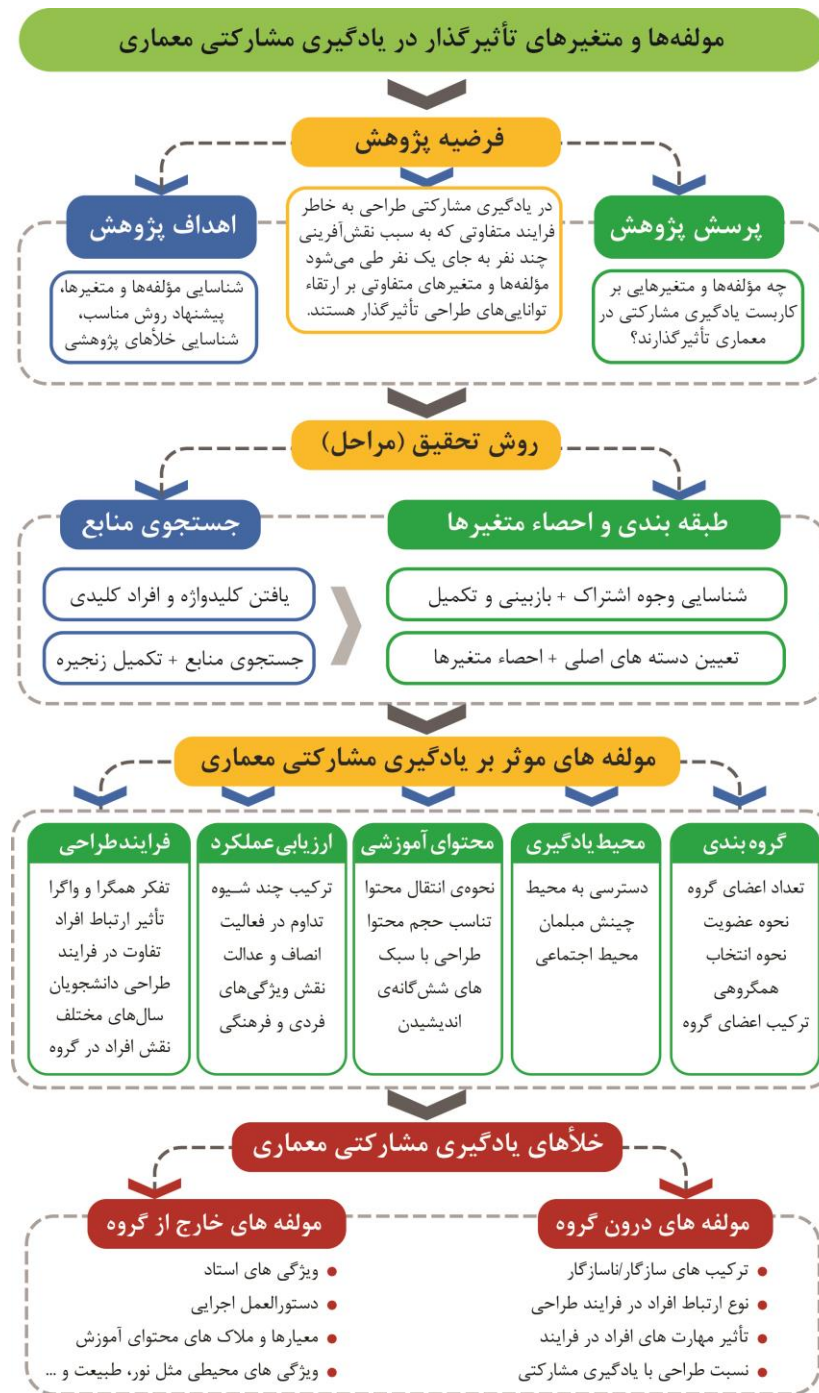 مولفه‌ها و متغیرهای تأثیرگذار در یادگیری مشارکتی معماری
فرضیه پژوهش
پرسش پژوهش
چه مؤلفه‌ها و متغیرهایی بر
کاربست یادگیری مشارکتی در
معماری تأثیرگذارند؟
در یادگیری مشارکتی طراحی به خاطر
فرایند متفاوتی که به سبب نقش‌آفرینی
چند نفر به جای یک نفر طی می‌شود
مؤلفه‌ها و متغیرهای متفاوتی بر ارتقاء
توانایی‌های طراحی تأثیرگذار هستند.
اهداف پژوهش
شناسایی مؤلفه‌ها و متغیرها،
پیشنهاد روش مناسب،
شناسایی خلأهای پژوهشی
روش تحقیق (مراحل)
طبقه بندی و احصاء متغیرها
شناسایی وجوه اشتراک + بازبینی و تکمیل
تعیین دسته های اصلی + احصاء متغیرها
جستجوی منابع
یافتن کلیدواژه و افراد کلیدی
جستجوی منابع + تکمیل زنجیره
مولفه های موثر بر یادگیری مشارکتی معماری
گروه بندی
تعداد اعضای گروه
نحوه عضویت
نحوه انتخاب
همگروهی
ترکیب اعضای گروه
محیط یادگیری
دسترسی به محیط
چینش مبلمان
محیط اجتماعی
محتوای آموزشی
نحوه‌ی انتقال محتوا
تناسب حجم محتوا
طراحی با سبک
های شش‌گانه‌ی
اندیشیدن
ارزیابی عملکرد
ترکیب چند شـیوه
تداوم در فعالیت
انصاف و عدالت
نقش ویژگی‌های
فردی و فرهنگی
فرایند طراحی
تفکر همگرا و واگرا
تأثیر ارتباط افراد
تفاوت در فرایند
طراحی دانشجویان
سال‌های مختلف
نقش افراد در گروه
خلأهای یادگیری مشارکتی معماری
مولفه های درون گروه
● ترکیب های سازگار/ناسازگار
● نوع ارتباط افراد در فرایند طراحی
● تأثیر مهارت های افراد در فرایند
● نسبت طراحی با یادگیری مشارکتی
مولفه های خارج از گروه
● ویژگی های استاد
● دستورالعمل اجرایی
● معیارها و ملاک های محتوای آموزش
● ویژگی های محیطی مثل نور، طبیعت و ...